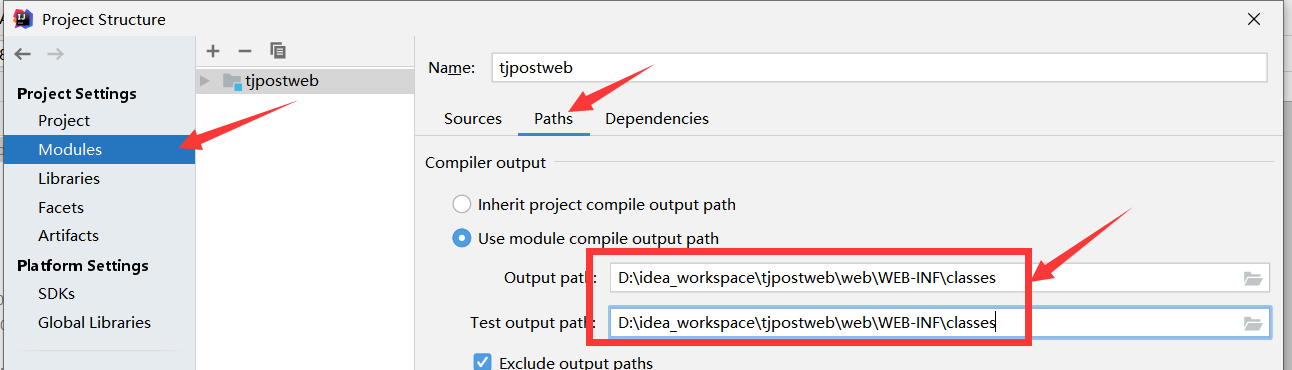 Project Structure
Project Settings
Project
Modules
Libraries
Facets
Artifacts
Platform Settings
SDKs
Global Libraries
tjpostweb
Name: tjpostweb
Sources Paths Dependencies
Compiler output
Inherit project compile output path
Use module compile output path
Output path: D:\idea_workspace\tjpostweb\web\WEB-INF\classes
Test output path: D:\idea_workspace\tjpostweb\web\WEB-INF\classes
Exclude output paths